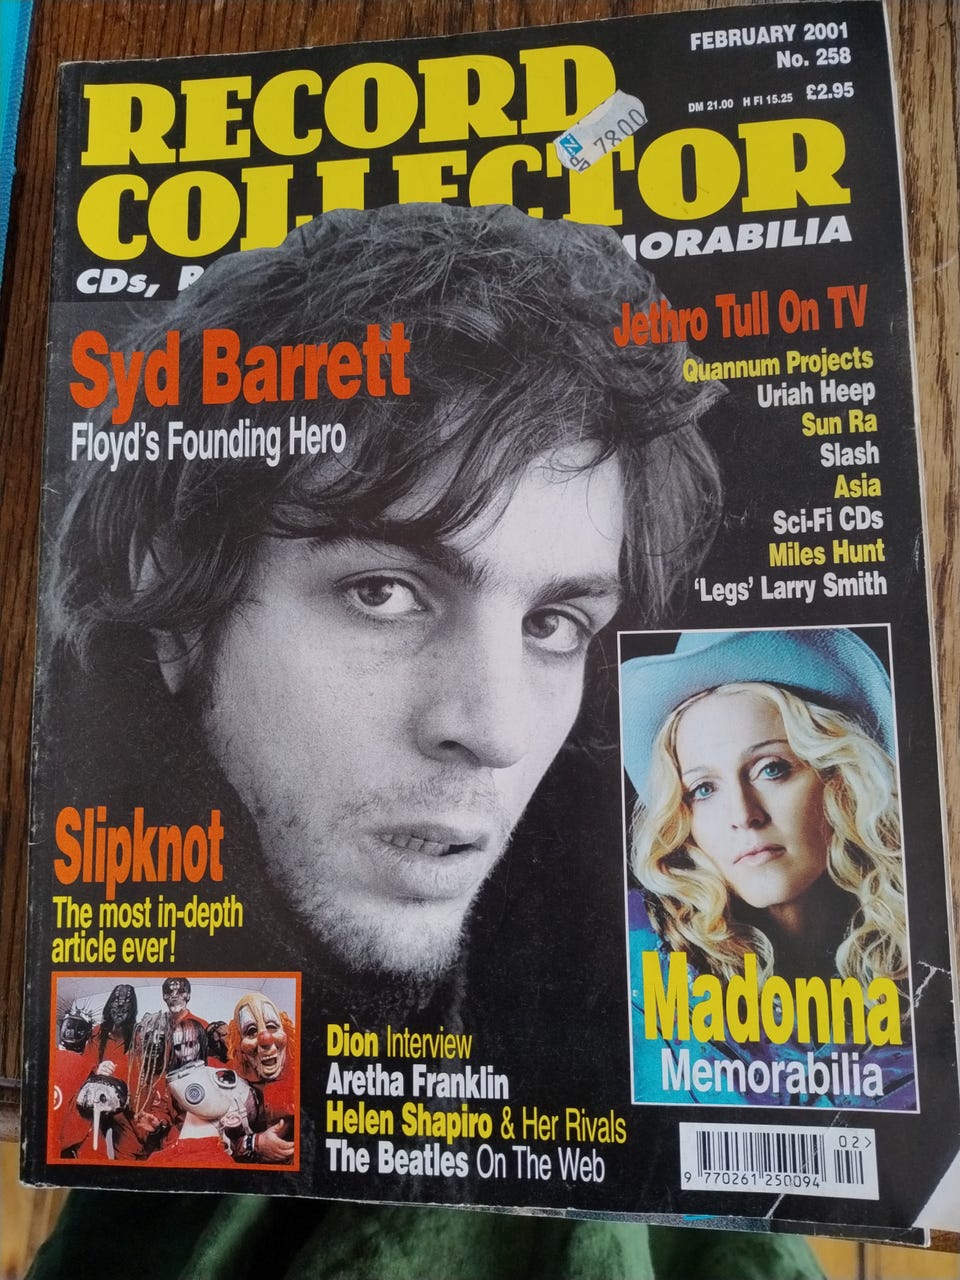 FEBRUARY 2001
No. 258
DM 21.00 H Fl 15.25 £2.95
RECORD
COLLECTOR
CDs, MORABILIA
78.00
Syd Barrett
Floyd's Founding Hero
Jethro Tull On TV
Quannum Projects
Uriah Heep
Sun Ra
Slash
Asia
Sci-Fi CDs
Miles Hunt
'Legs' Larry Smith
Slipknot
The most in-depth
article ever!
Madonna
Memorabilia
Dion Interview
Aretha Franklin
Helen Shapiro & Her Rivals
The Beatles On The Web
02>
9 770261 250094